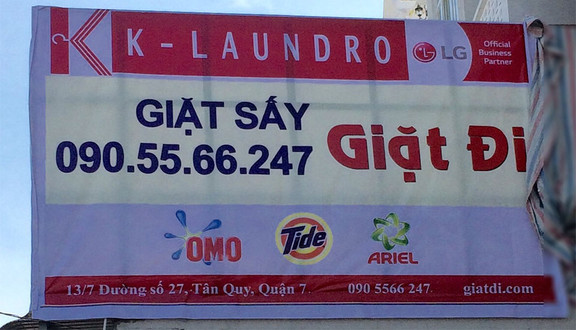 K K - LAUNDRO
LG
Official
Business
Partner
GIẶT SẤY
090.55.66.247
Giặt Đi
OMO
Tide
ARIEL
13/7 Đường số 27, Tân Quy, Quận 7
090 5566 247
giatdi.com